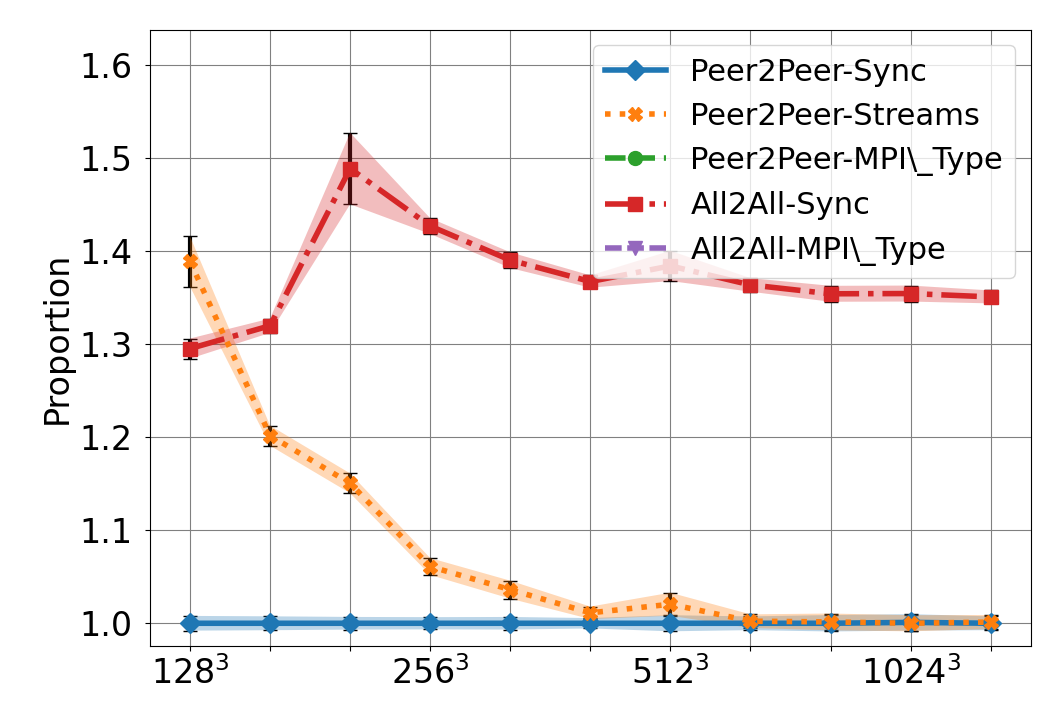 1.6
1.5
1.4
1.3
1.2
1.1
1.0
Proportion
128³
256³
512³
1024³
Peer2Peer-Sync
Peer2Peer-Streams
Peer2Peer-MPI\_Type
All2All-Sync
All2All-MPI\_Type